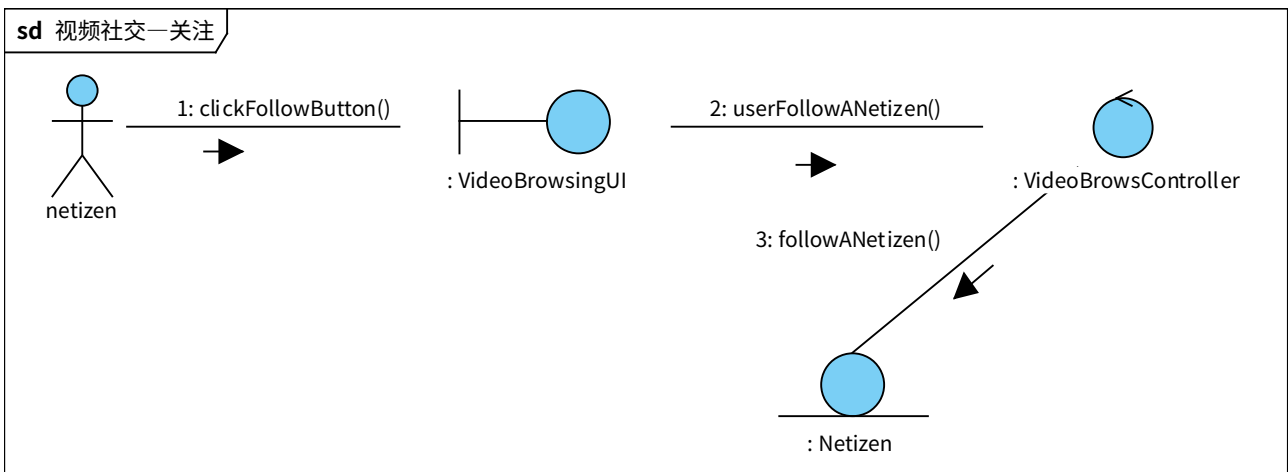 sd 视频社交—关注
1: clickFollowButton()
2: userFollowANetizen()
: VideoBrowsingUI
: VideoBrowsController
netizen
3: followANetizen()
: Netizen